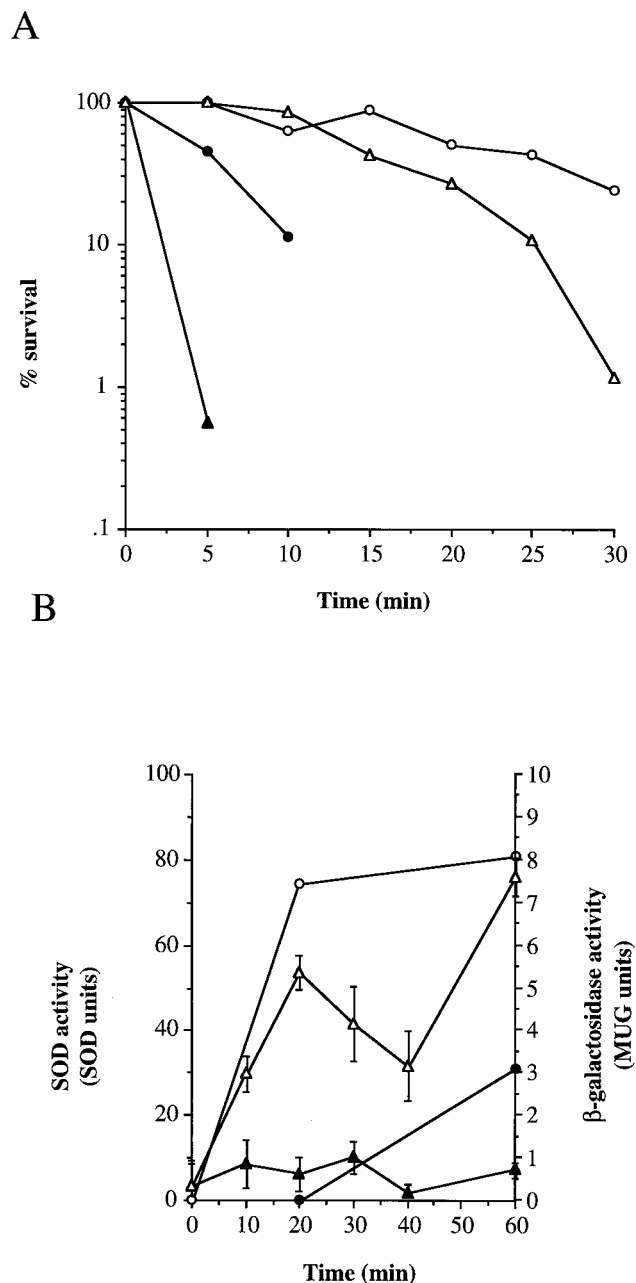 A
100
10
1
.1
% survival
0 5 10 15 20 25 30
Time (min)
B
100
80
60
40
20
0
SOD activity
(SOD units)
10
9
8
7
6
5
4
3
2
1
0
β-galactosidase activity
(MUG units)
0 10 20 30 40 60
Time (min)